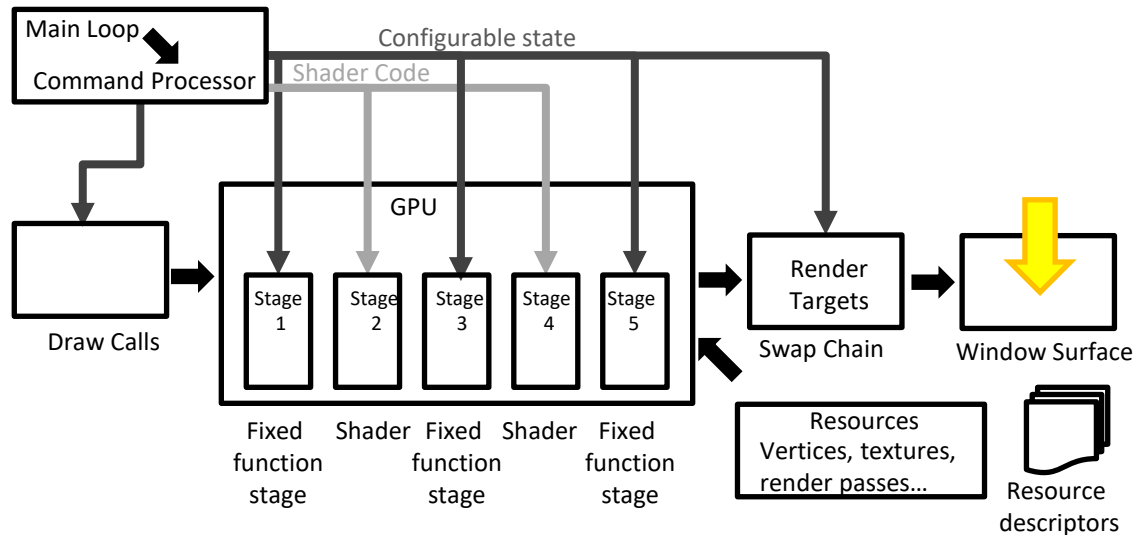 Main Loop
Command Processor
Configurable state
Shader Code
GPU
Stage
1
Stage
2
Stage
3
Stage
4
Stage
5
Render
Targets
Draw Calls
Swap Chain
Window Surface
Fixed
function
stage
Shader
Fixed
function
stage
Shader
Fixed
function
stage
Resources
Vertices, textures,
render passes…
Resource
descriptors